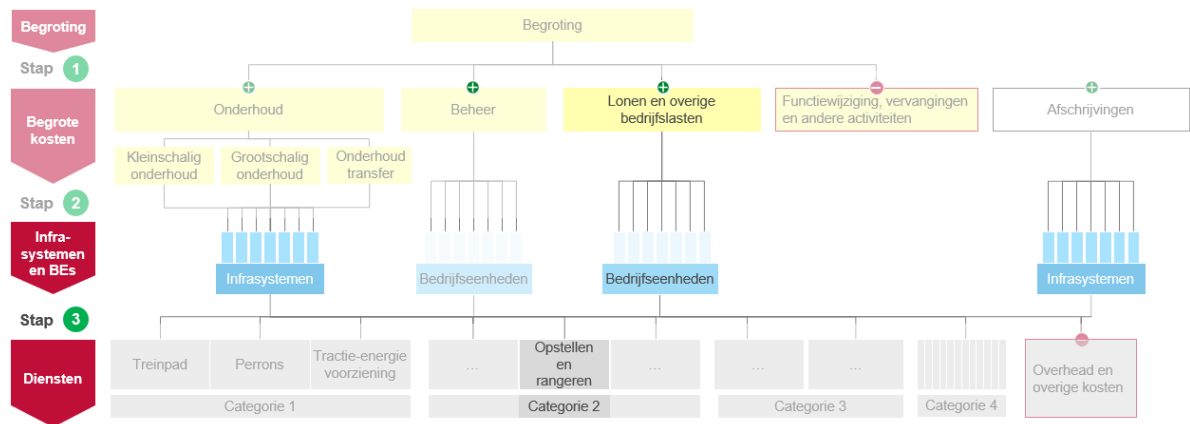 Begroting
Begroting
Stap 1
Begrote
kosten
Onderhoud
Beheer
Lonen en overige
bedrijfslasten
Functiewijziging, vervangingen
en andere activiteiten
Afschrijvingen
Kleinschalig
onderhoud
Grootschalig
onderhoud
Onderhoud
transfer
Stap 2
Infra-
systemen
en BEs
Infrasystemen
Bedrijfseenheden
Bedrijfseenheden
Infrasystemen
Stap 3
Diensten
Treinpad
Perrons
Tractie-energie
voorziening
...
Opstellen
en
rangeren
...
...
...
Overhead en
overige kosten
Categorie 1
Categorie 2
Categorie 3
Categorie 4